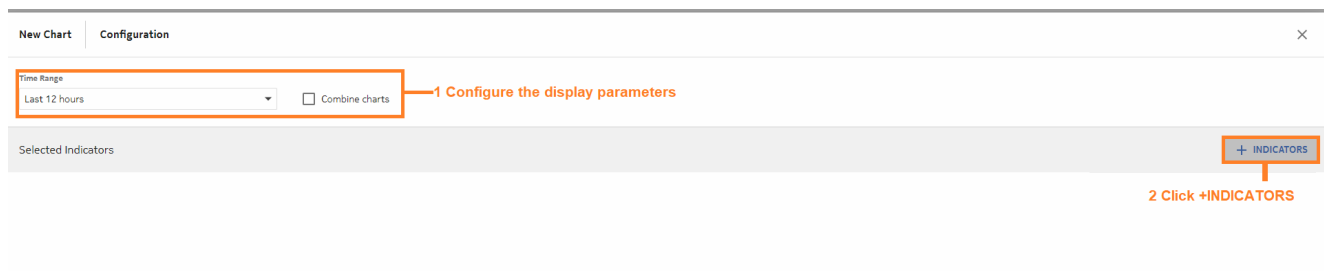 New Chart Configuration
Time Range
Last 12 hours Combine charts
1 Configure the display parameters
Selected Indicators
+ INDICATORS
2 Click +INDICATORS